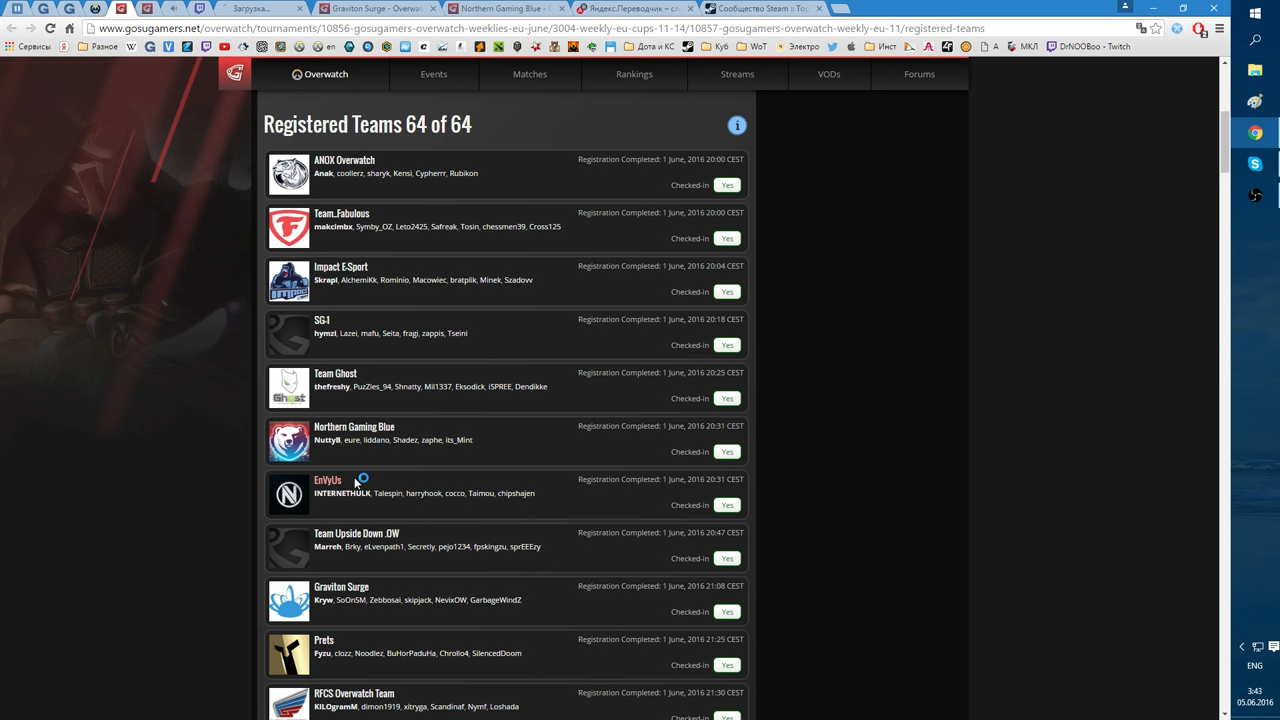 Загрузка...
Graviton Surge - Overwat
Northern Gaming Blue - O
Яндекс.Переводчик – сло
Сообщество Steam :: Top
www.gosugamers.net/overwatch/tournaments/10856-gosugamers-overwatch-weeklies-eu-june/3004-weekly-eu-cups-11-14/10857-gosugamers-overwatch-weekly-eu-11/registered-teams
Сервисы
Разное
en
Дота и КС
Куб
WoT
Электро
Инст
А
МКЛ
DrNOOBoo - Twitch
Overwatch
Events
Matches
Rankings
Streams
VODs
Forums
Registered Teams 64 of 64
ANOX Overwatch
Registration Completed: 1 June, 2016 20:00 CEST
Anak, coollerz, sharyk, Kensi, Cypherrr, Rubikon
Checked-in Yes
Team_Fabulous
Registration Completed: 1 June, 2016 20:00 CEST
makcimbx, Symby_OZ, Leto2425, Safreak, Tosin, chessmen39, Cross125
Checked-in Yes
Impact E-Sport
Registration Completed: 1 June, 2016 20:04 CEST
Skrapi, AlchemiKk, Rominio, Macowiec, bratplik, Minek, Szadovv
Checked-in Yes
SG-1
Registration Completed: 1 June, 2016 20:18 CEST
hymzi, Lazei, mafu, Seita, fragi, zappis, Tseini
Checked-in Yes
Team Ghost
Registration Completed: 1 June, 2016 20:25 CEST
thefreshy, PuzZles_94, Shnatty, Mil1337, Eksodick, iSPREE, Dendikke
Checked-in Yes
Northern Gaming Blue
Registration Completed: 1 June, 2016 20:31 CEST
NuttyB, eure, liddano, Shadez, zaphe, its_Mint
Checked-in Yes
EnVyUs
Registration Completed: 1 June, 2016 20:31 CEST
INTERNETHULK, Talespin, harryhook, cocco, Taimou, chipshajen
Checked-in Yes
Team Upside Down .OW
Registration Completed: 1 June, 2016 20:47 CEST
Marreh, Brky, eLvenpath1, Secretly, pejo1234, fpskingzu, sprEEEzy
Checked-in Yes
Graviton Surge
Registration Completed: 1 June, 2016 21:08 CEST
Kryw, SoOnSM, Zebbosai, skipjack, NevixOW, GarbageWindZ
Checked-in Yes
Prets
Registration Completed: 1 June, 2016 21:25 CEST
Fyzu, clozz, Noodlez, BuHorPaduHa, Chrollo4, SilencedDoom
Checked-in Yes
RFCS Overwatch Team
Registration Completed: 1 June, 2016 21:30 CEST
KILOgramM, dimon1919, xitryga, Scandinaf, Nymf, Loshada
Checked-in Yes
ENG
3:43
05.06.2016